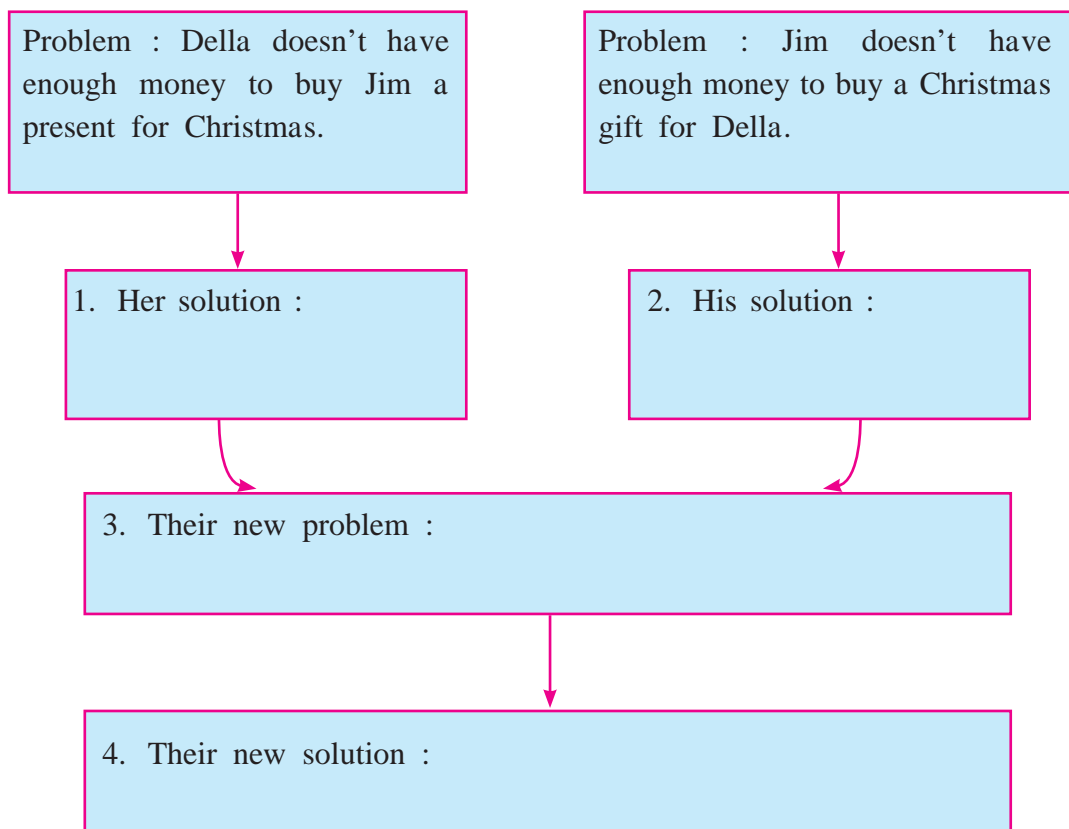 Problem : Della doesn't have
enough money to buy Jim a
present for Christmas.
Problem : Jim doesn't have
enough money to buy a Christmas
gift for Della.
1. Her solution :
2. His solution :
3. Their new problem :
4. Their new solution :